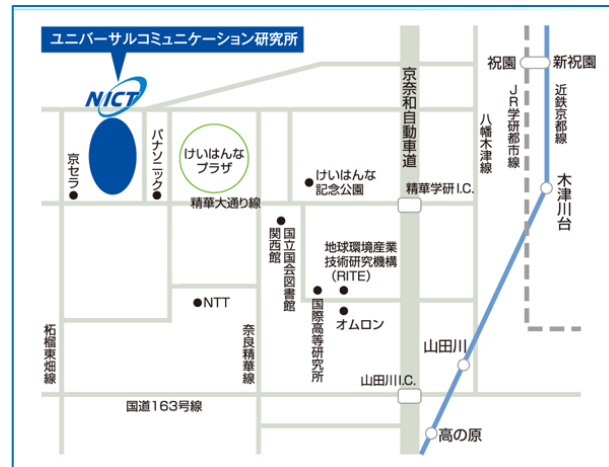 ユニバーサルコミュニケーション研究所
NICT
祝園
新祝園
京奈和自動車道
八幡木津線
JR学研都市線
近鉄京都線
京セラ
パナソニック
けいはんな
プラザ
けいはんな
記念公園
精華学研I.C.
木津川台
精華大通り線
国立国会図書館
関西館
地球環境産業
技術研究機構
(RITE)
NTT
国際高等研究所
オムロン
柘榴東畑線
奈良精華線
山田川
山田川I.C.
国道163号線
高の原